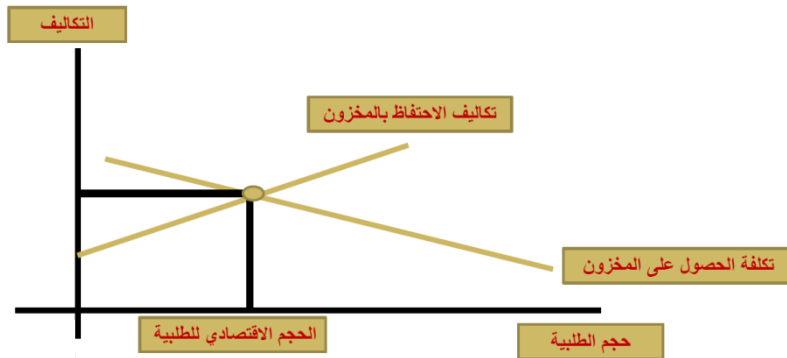 التكاليف
تكاليف الاحتفاظ بالمخزون
تكلفة الحصول على المخزون
حجم الطلبية
الحجم الاقتصادي للطلبية